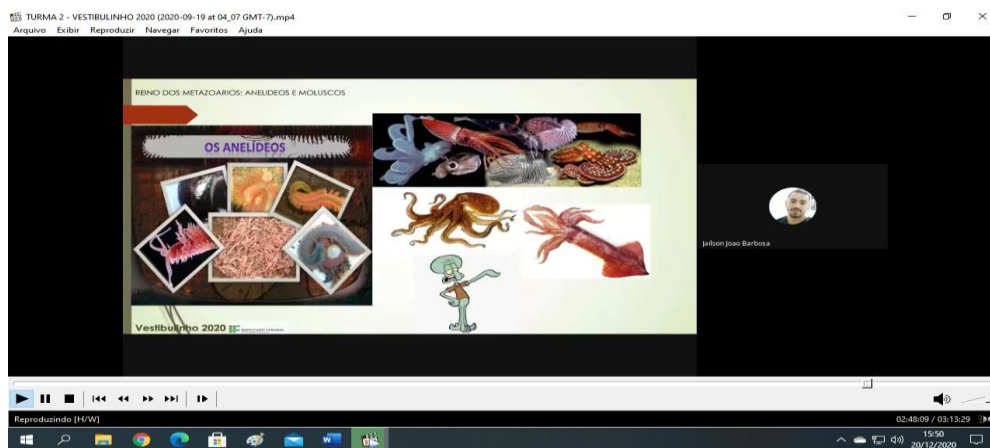 TURMA 2 - VESTIBULINHO 2020 (2020-09-19 at 04_07 GMT-7).mp4
Arquivo Exibir Reproduzir Navegar Favoritos Ajuda
REINO DOS METAZOARIOS: ANELIDEOS E MOLUSCOS
OS ANELÍDEOS
Jailson Joao Barbosa
Vestibulinho 2020
Reproduzindo [H/W]
02:48:09 / 03:13:29
15:50
20/12/2020